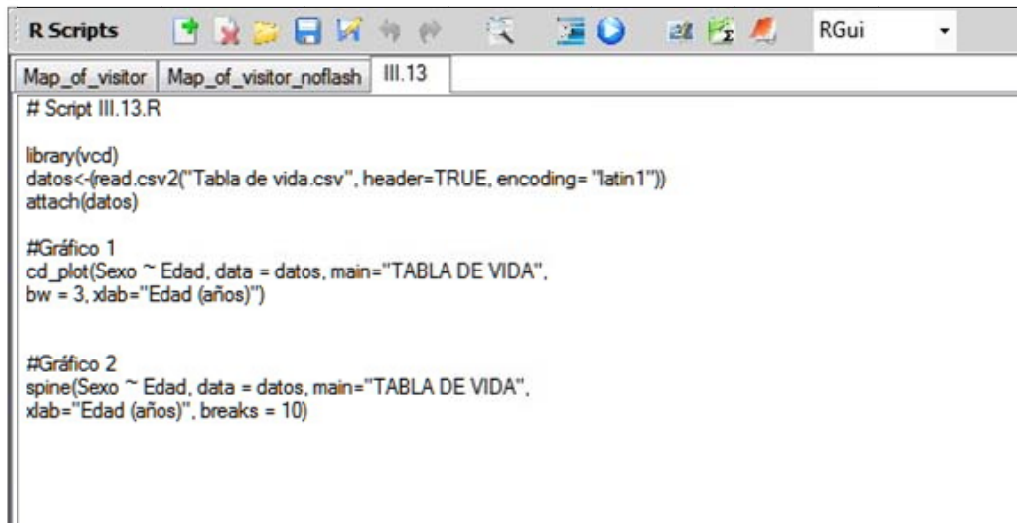 R Scripts RGui
Map_of_visitor Map_of_visitor_noflash III.13
# Script III.13.R
library(vcd)
datos<-(read.csv2("Tabla de vida.csv", header=TRUE, encoding= "latin1"))
attach(datos)
#Gráfico 1
cd_plot(Sexo ~ Edad, data = datos, main="TABLA DE VIDA",
bw = 3, xlab="Edad (años)")
#Gráfico 2
spine(Sexo ~ Edad, data = datos, main="TABLA DE VIDA",
xlab="Edad (años)", breaks = 10)